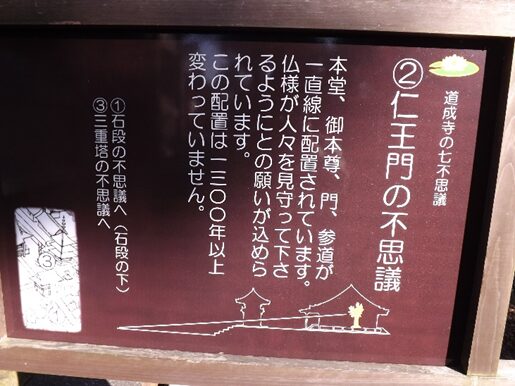 道成寺の七不思議
②仁王門の不思議
本堂、御本尊、門、参道が
一直線に配置されています。
仏様が人々を見守って下さ
るようにとの願いが込めら
れています。
この配置は一三〇〇年以上
変わっていません。
①石段の不思議へ（石段の下）
③三重塔の不思議へ
③